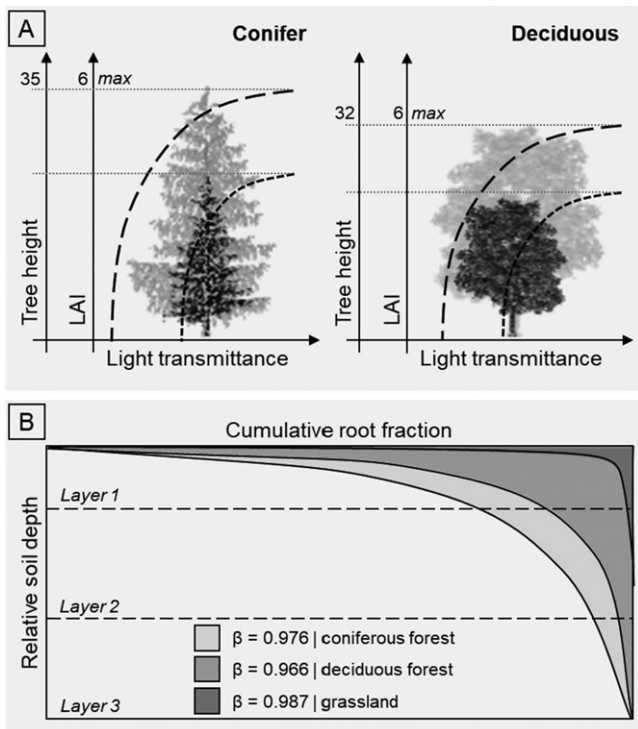 A
Conifer
Deciduous
35
6 max
32
6 max
Tree height
LAI
Light transmittance
Tree height
LAI
Light transmittance
B
Cumulative root fraction
Relative soil depth
Layer 1
Layer 2
Layer 3
β = 0.976 | coniferous forest
β = 0.966 | deciduous forest
β = 0.987 | grassland